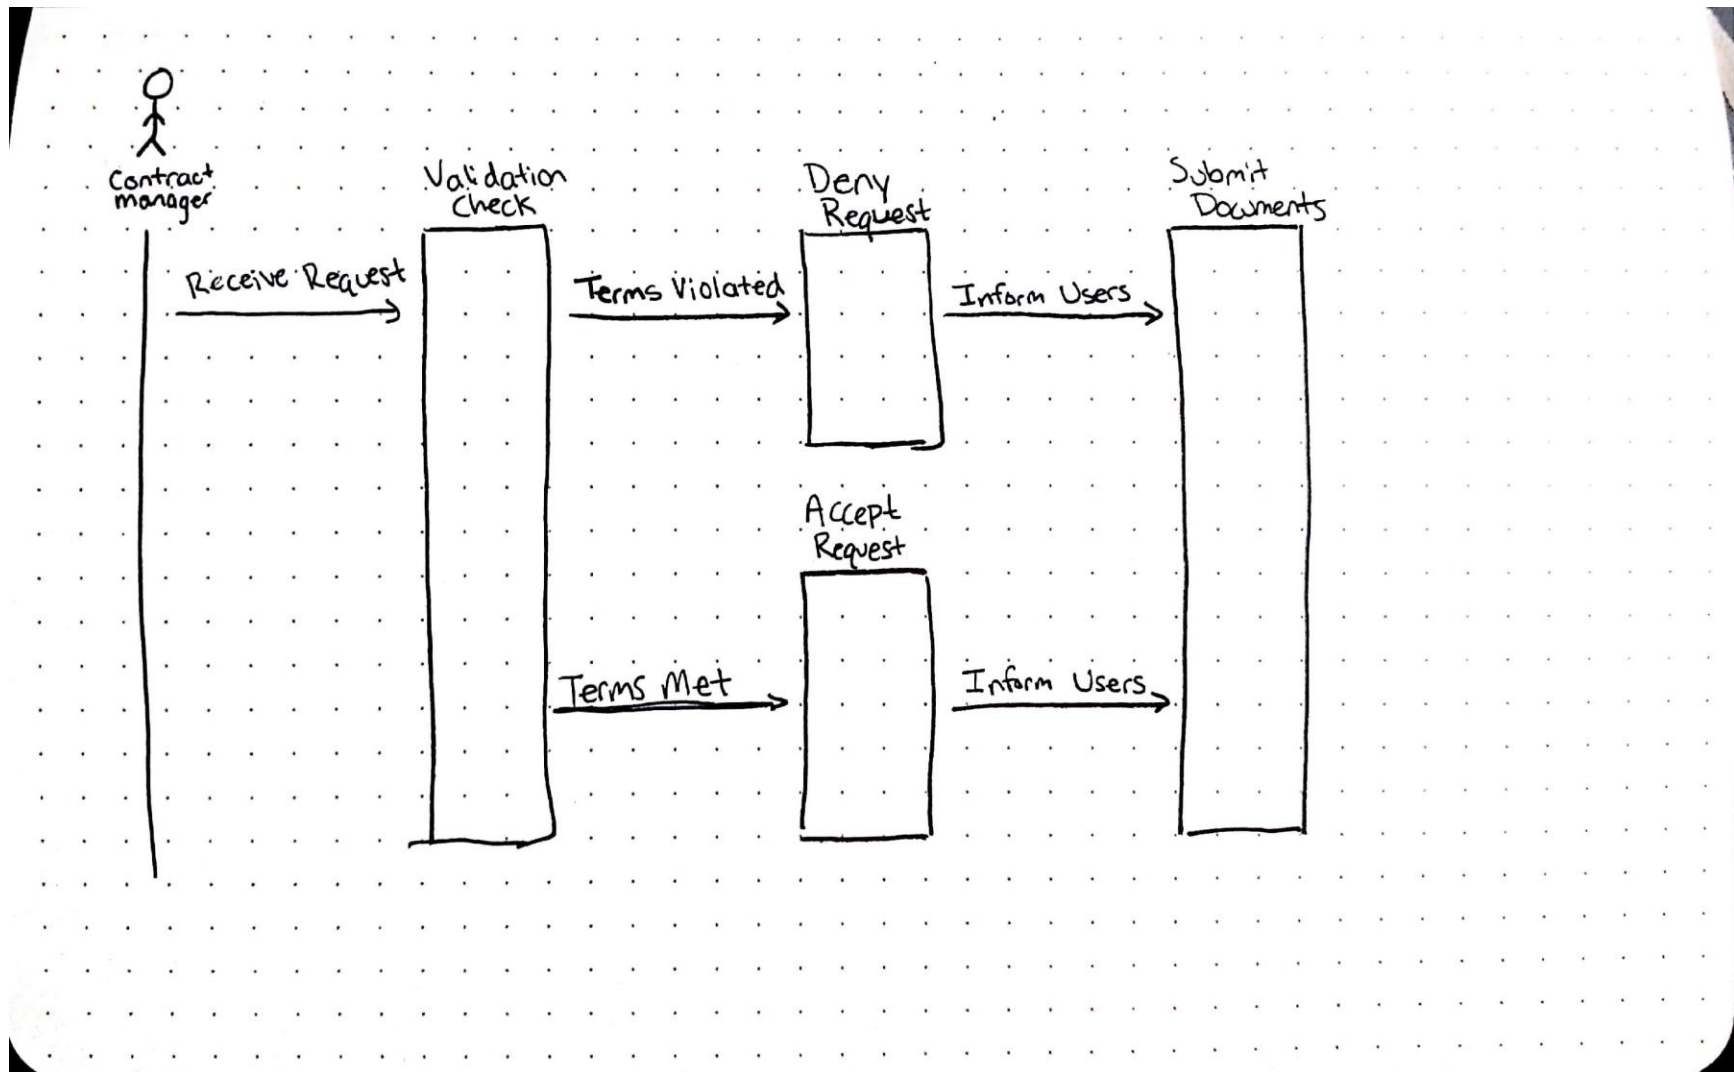 Contract
manager
Validation
Check
Deny
Request
Submit
Documents
Receive Request
Terms Violated
Inform Users
Accept
Request
Terms Met
Inform Users